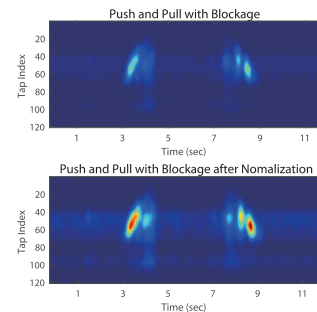 Push and Pull with Blockage
Tap Index
20
40
60
80
100
120
1 3 5 7 9 11
Time (sec)
Push and Pull with Blockage after Nomalization
Tap Index
20
40
60
80
100
120
1 3 5 7 9 11
Time (sec)